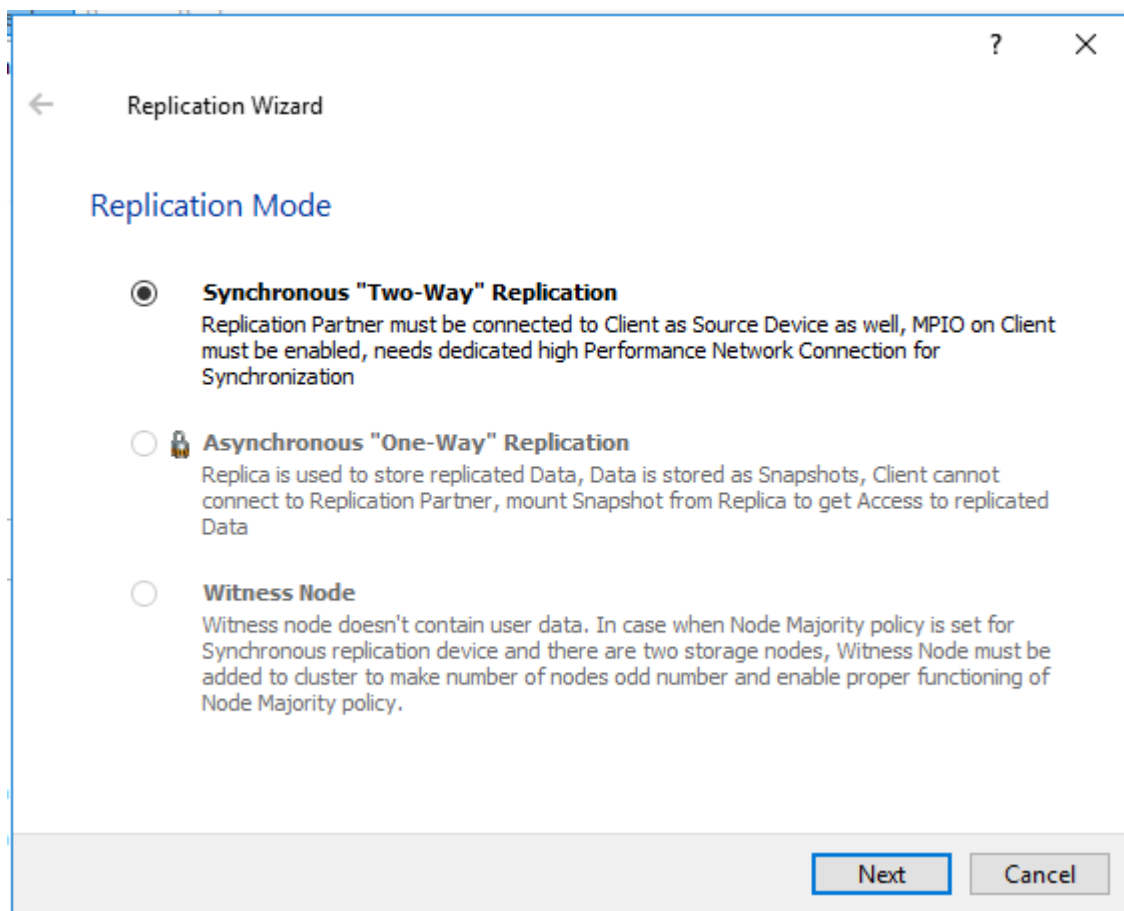 ?
Replication Wizard
Replication Mode
Synchronous "Two-Way" Replication
Replication Partner must be connected to Client as Source Device as well, MPIO on Client
must be enabled, needs dedicated high Performance Network Connection for
Synchronization
Asynchronous "One-Way" Replication
Replica is used to store replicated Data, Data is stored as Snapshots, Client cannot
connect to Replication Partner, mount Snapshot from Replica to get Access to replicated
Data
Witness Node
Witness node doesn't contain user data. In case when Node Majority policy is set for
Synchronous replication device and there are two storage nodes, Witness Node must be
added to cluster to make number of nodes odd number and enable proper functioning of
Node Majority policy.
Next
Cancel